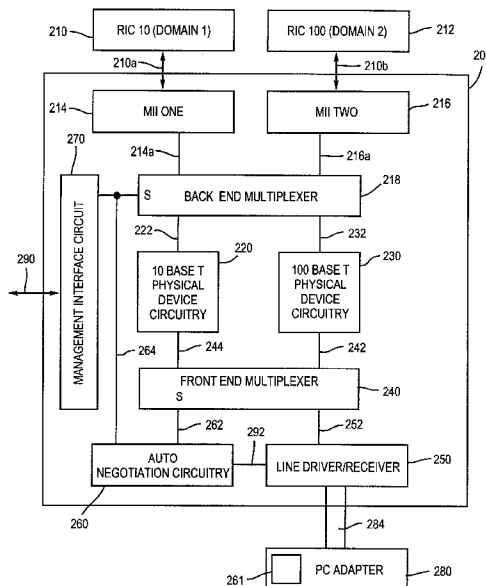 210
RIC 10 (DOMAIN 1)
RIC 100 (DOMAIN 2)
212
210a
210b
20
214
MII ONE
MII TWO
216
270
214a
216a
S BACK END MULTIPLEXER
218
222
232
220
230
290
MANAGEMENT INTERFACE CIRCUIT
10 BASE T
PHYSICAL
DEVICE
CIRCUITRY
100 BASE T
PHYSICAL
DEVICE
CIRCUITRY
264
244
242
FRONT END MULTIPLEXER
S
240
262
252
292
AUTO
NEGOTIATION CIRCUITRY
LINE DRIVER/RECEIVER
250
260
284
261
PC ADAPTER
280